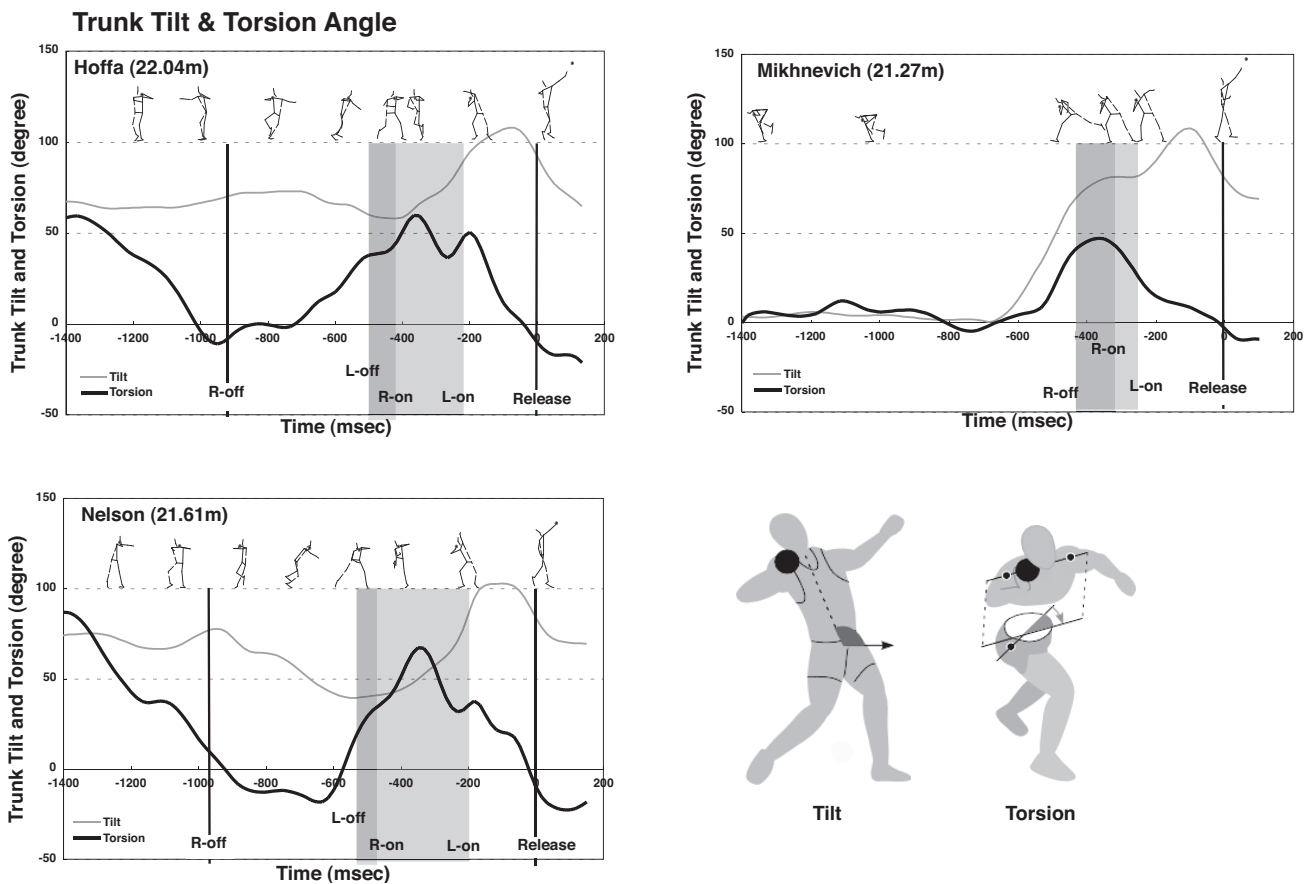 Trunk Tilt & Torsion Angle
Hoffa (22.04m)
Trunk Tilt and Torsion (degree)
150
100
50
0
-50
-1400 -1200 -1000 -800 -600 -400 -200 0 200
Tilt
Torsion
R-off
L-off
R-on
L-on
Release
Time (msec)
Mikhnevich (21.27m)
Trunk Tilt and Torsion (degree)
150
100
50
0
-50
-1400 -1200 -1000 -800 -600 -400 -200 0 200
Tilt
Torsion
R-on
R-off
L-on
Release
Time (msec)
Nelson (21.61m)
Trunk Tilt and Torsion (degree)
150
100
50
0
-50
-1400 -1200 -1000 -800 -600 -400 -200 0 200
Tilt
Torsion
R-off
L-off
R-on
L-on
Release
Time (msec)
Tilt
Torsion